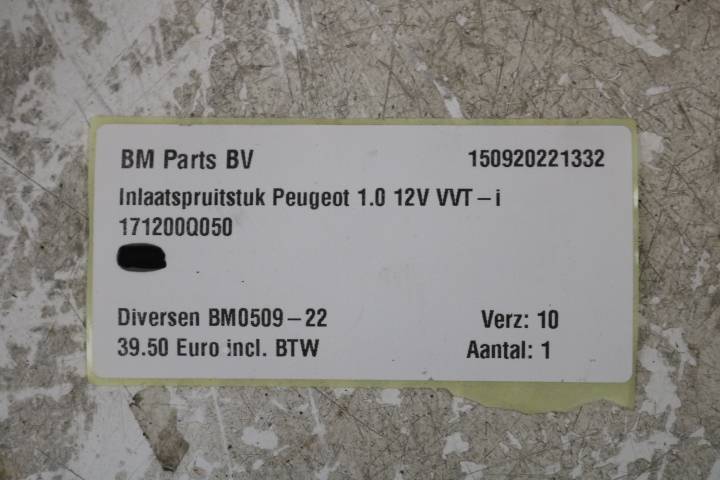 BM Parts BV 150920221332
Inlaatspruitstuk Peugeot 1.0 12V VVT-i
171200Q050
Diversen BM0509-22 Verz: 10
39.50 Euro incl. BTW Aantal: 1